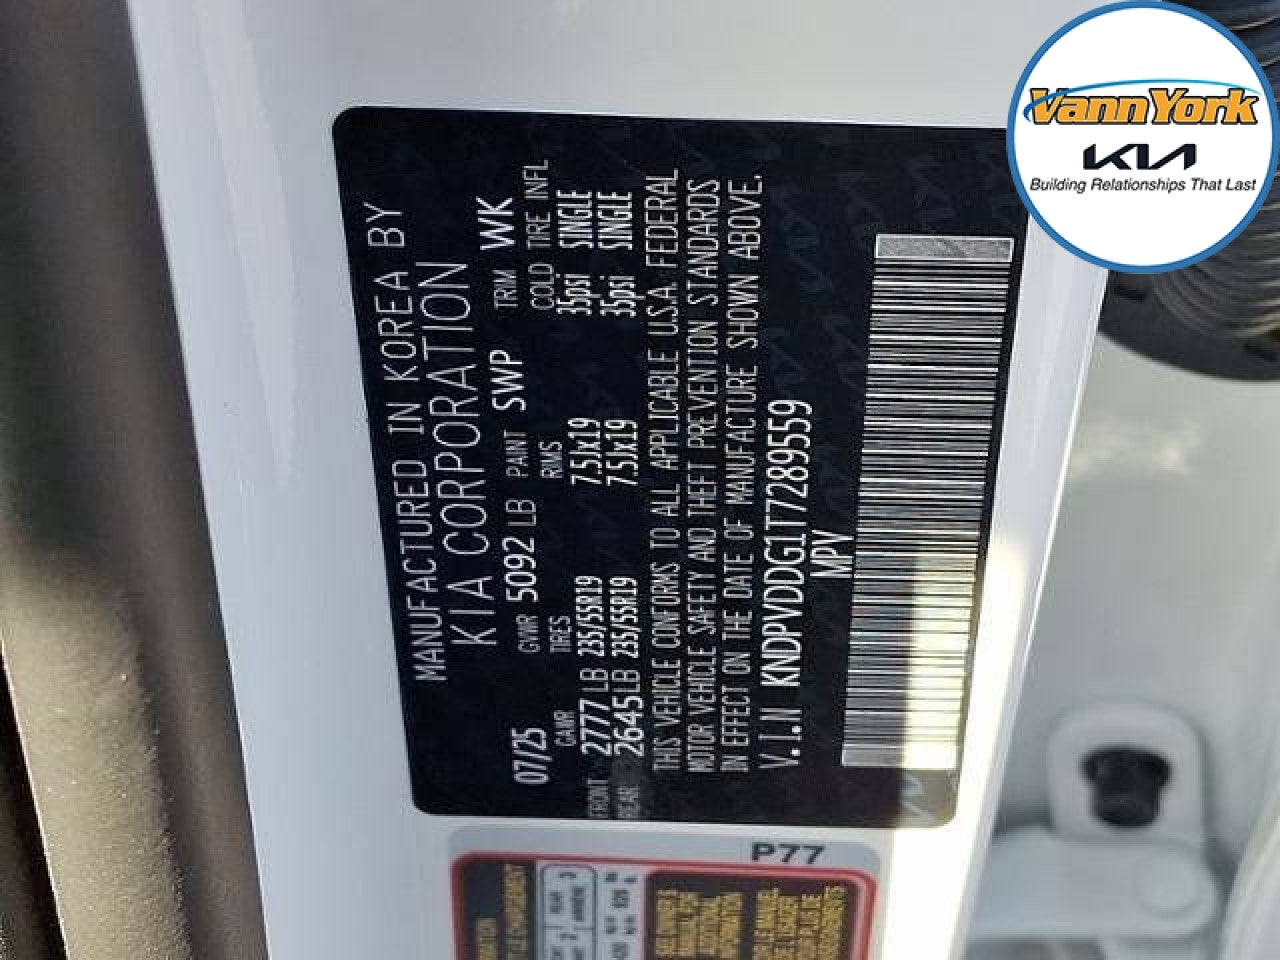 VannYork
KIA
Building Relationships That Last
MANUFACTURED IN KOREA BY
KIA CORPORATION
07/25 GVWR 5092 LB PAINT SWP TRIM WK
GAWR TIRES RMS COLD TIRE INFL
FRONT 2777 LB 235/55R19 7.5Jx19 35psi SINGLE
REAR 2645 LB 235/55R19 7.5Jx19 35psi SINGLE
THIS VEHICLE CONFORMS TO ALL APPLICABLE U.S.A. FEDERAL
MOTOR VEHICLE SAFETY AND THEFT PREVENTION STANDARDS
IN EFFECT ON THE DATE OF MANUFACTURE SHOWN ABOVE.
V.I.N KNDPVDDG1T7289559
MPV
P77